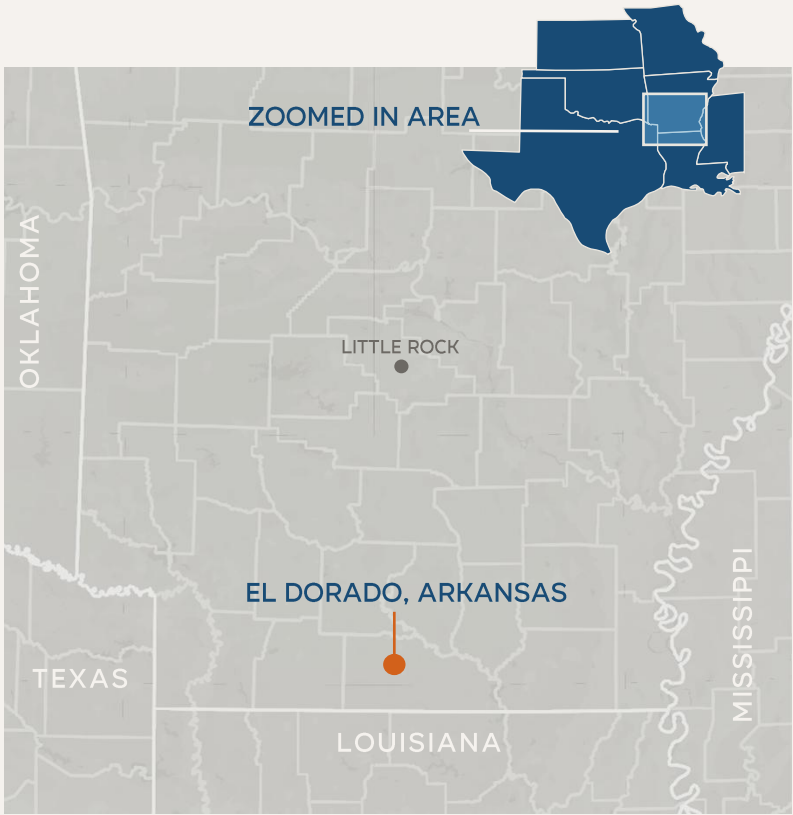 ZOOMED IN AREA
OKLAHOMA
LITTLE ROCK
EL DORADO, ARKANSAS
MISSISSIPPI
TEXAS
LOUISIANA